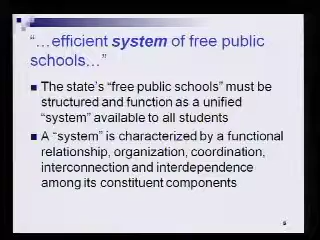 “…efficient system of free public
schools…”
The state’s “free public schools” must be
structured and function as a unified
“system” available to all students
A “system” is characterized by a functional
relationship, organization, coordination,
interconnection and interdependence
among its constituent components